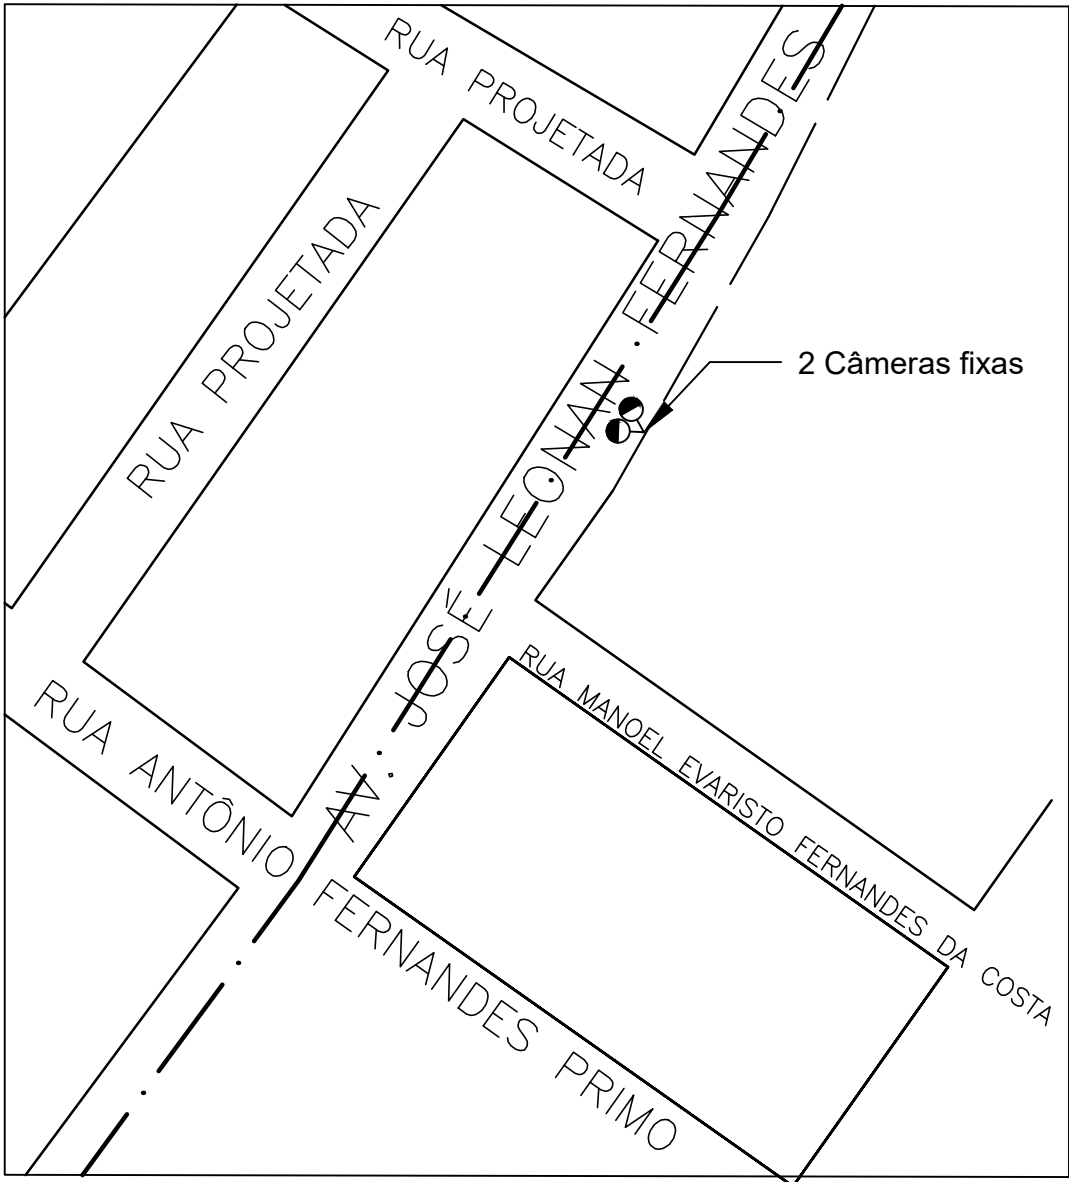 RUA PROJETADA
RUA PROJETADA
AV. JOSÉ LEONAN FERNANDES
2 Câmeras fixas
RUA MANOEL EVARISTO FERNANDES DA COSTA
RUA ANTÔNIO FERNANDES PRIMO